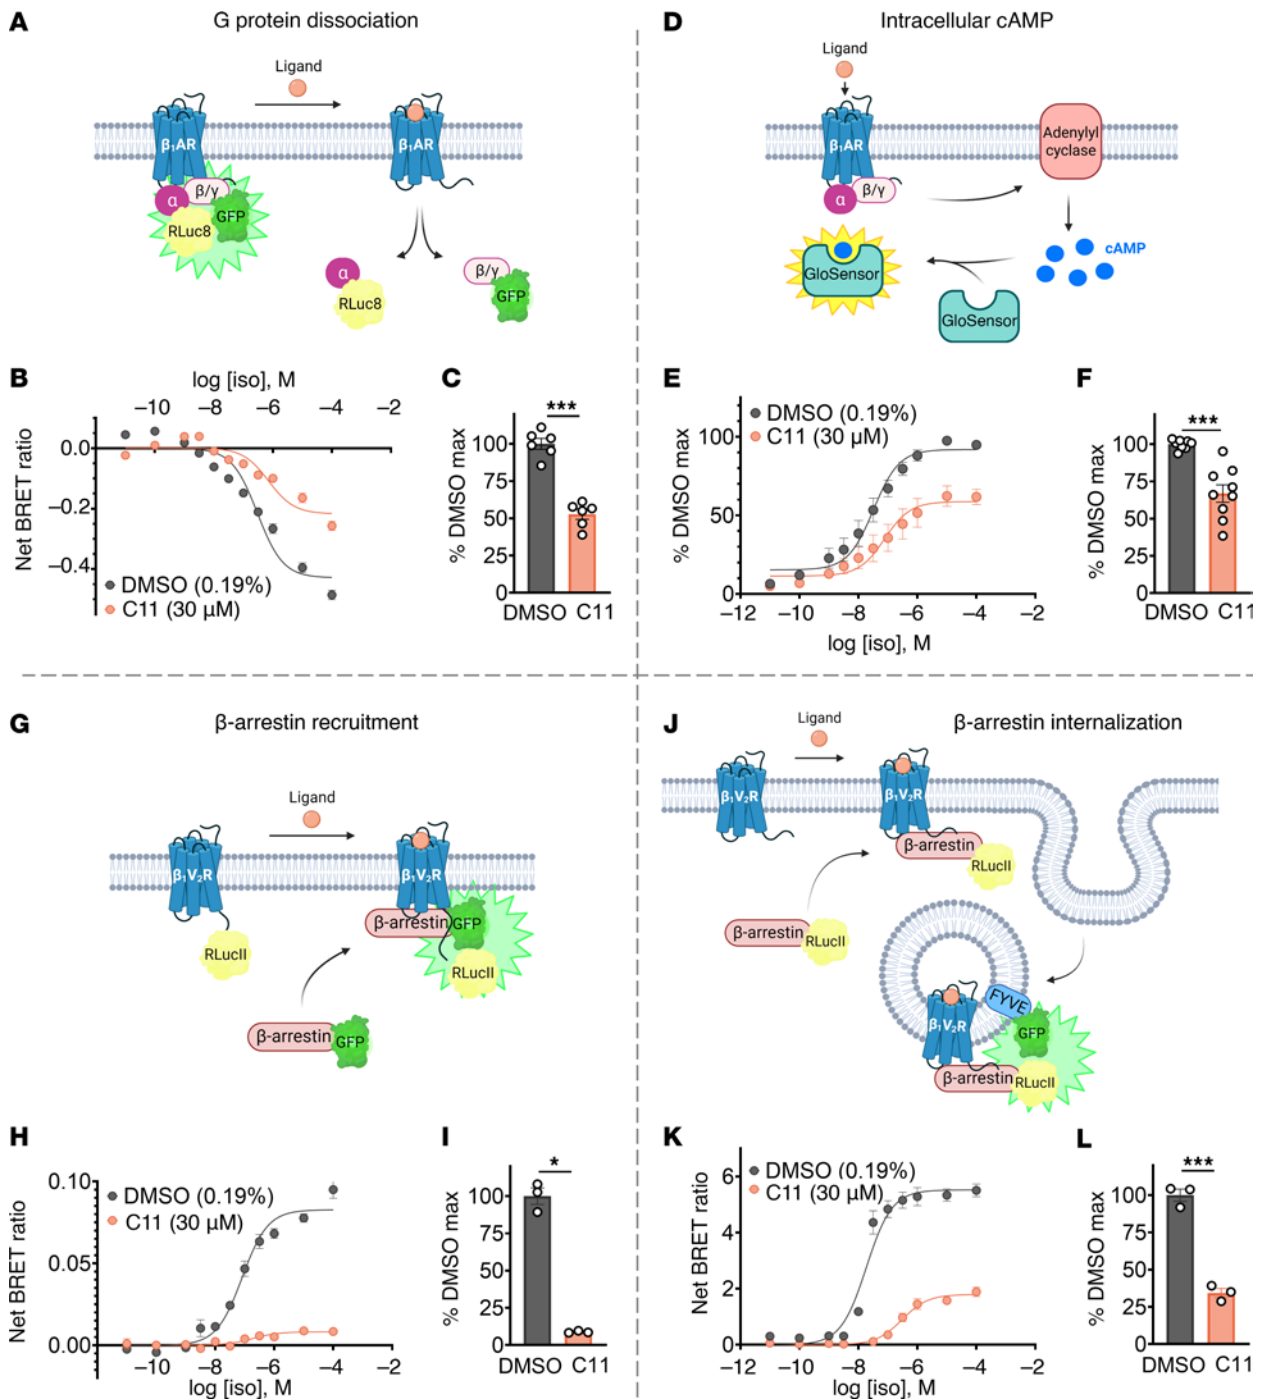 A
G protein dissociation
Ligand
β₁AR
β₁AR
α
β/γ
RLuc8
GFP
α
RLuc8
β/γ
GFP
B
log [iso], M
−10 −8 −6 −4 −2
Net BRET ratio
0.0
−0.2
−0.4
DMSO (0.19%)
C11 (30 µM)
C
% DMSO max
***
100
75
50
25
0
DMSO C11
D
Intracellular cAMP
Ligand
β₁AR
α
β/γ
Adenylyl
cyclase
cAMP
GloSensor
GloSensor
E
% DMSO max
DMSO (0.19%)
C11 (30 µM)
100
50
0
−12 −10 −8 −6 −4 −2
log [iso], M
F
% DMSO max
***
100
75
50
25
0
DMSO C11
G
β-arrestin recruitment
Ligand
β₁V₂R
β₁V₂R
RLucII
β-arrestin
GFP
RLucII
β-arrestin
GFP
H
Net BRET ratio
DMSO (0.19%)
C11 (30 µM)
0.10
0.05
0.00
−10 −8 −6 −4 −2
log [iso], M
I
% DMSO max
*
100
75
50
25
0
DMSO C11
J
β-arrestin internalization
Ligand
β₁V₂R
β₁V₂R
β-arrestin
RLucII
β-arrestin
RLucII
FYVE
GFP
β₁V₂R
β-arrestin
RLucII
K
Net BRET ratio
DMSO (0.19%)
C11 (30 µM)
6
4
2
0
−12 −10 −8 −6 −4 −2
log [iso], M
L
% DMSO max
***
100
75
50
25
0
DMSO C11